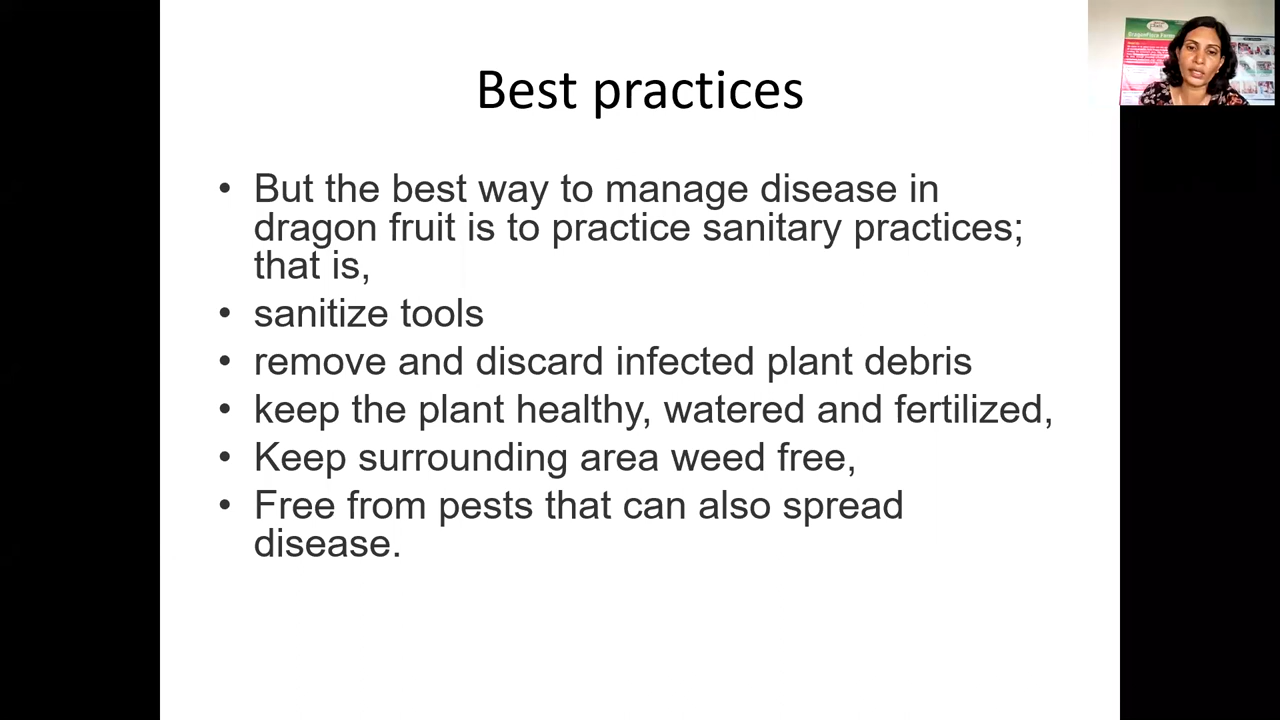 Best practices
• But the best way to manage disease in
dragon fruit is to practice sanitary practices;
that is,
• sanitize tools
• remove and discard infected plant debris
• keep the plant healthy, watered and fertilized,
• Keep surrounding area weed free,
• Free from pests that can also spread
disease.